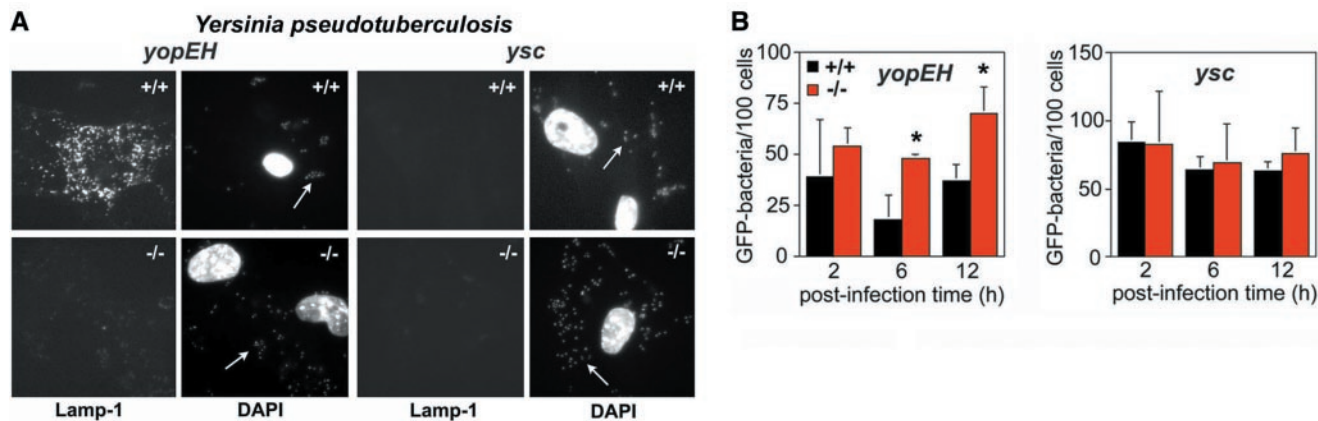 A
Yersinia pseudotuberculosis
yopEH ysc
+/+ +/+ +/+ +/+
-/- -/- -/- -/-
Lamp-1 DAPI Lamp-1 DAPI
B
GFP-bacteria/100 cells
100
75
50
25
0
+/+
-/-
yopEH
*
*
2 6 12
post-infection time (h)
GFP-bacteria/100 cells
150
100
50
0
ysc
2 6 12
post-infection time (h)